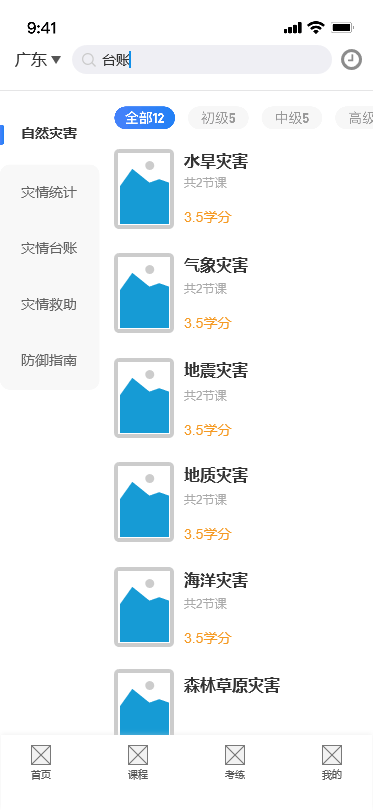 9:41
广东 台账
全部12 初级5 中级5 高级
自然灾害
灾情统计
灾情台账
灾情救助
防御指南
水旱灾害
共2节课
3.5学分
气象灾害
共2节课
3.5学分
地震灾害
共2节课
3.5学分
地质灾害
共2节课
3.5学分
海洋灾害
共2节课
3.5学分
森林草原灾害
首页 课程 考练 我的